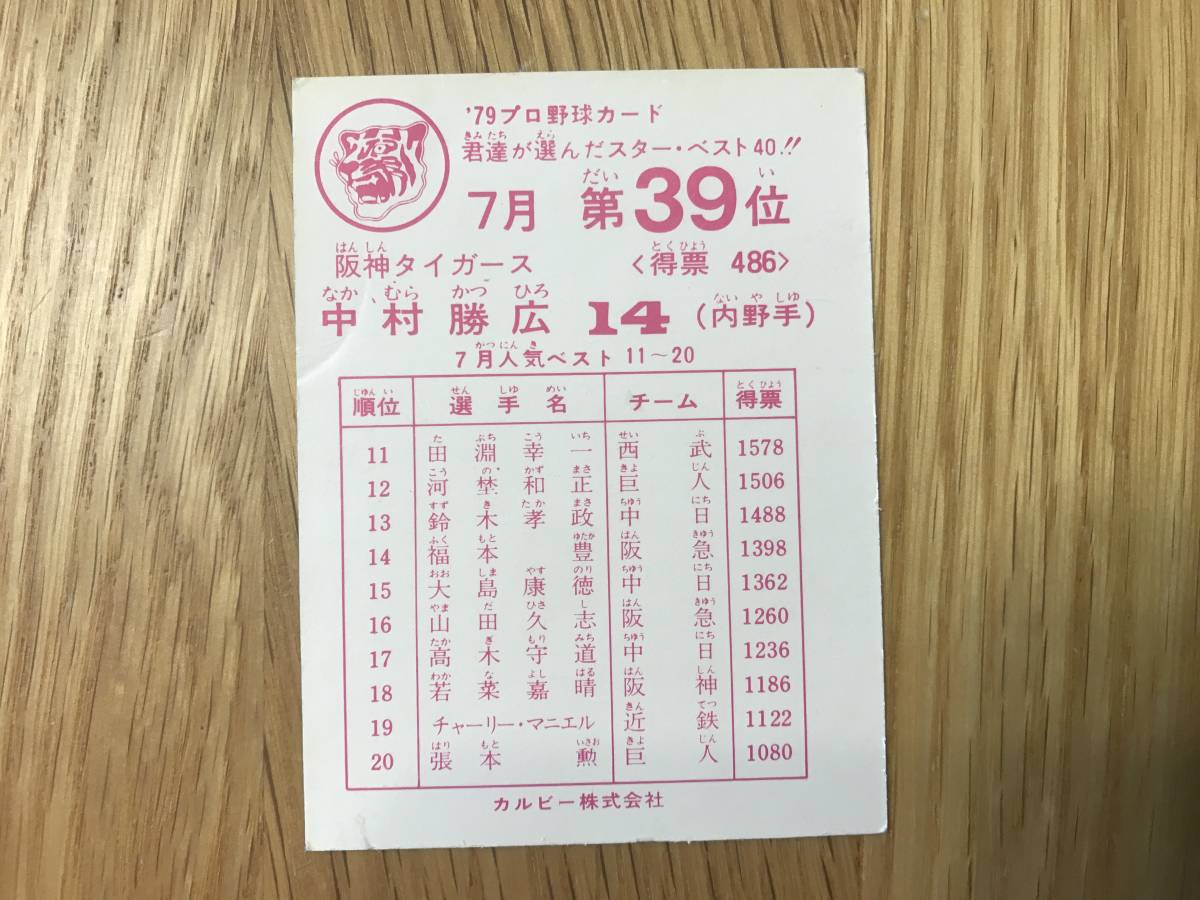 '79プロ野球カード
君達が選んだスター・ベスト40!!
7月 第39位
阪神タイガース <得票 486>
中村勝広 14 (内野手)
7月人気ベスト 11～20
順位 選手名 チーム 得票
11 田淵幸一 西武 1578
12 河埜和正 巨人 1506
13 鈴木孝政 中日 1488
14 福本豊 阪急 1398
15 大島康徳 中日 1362
16 山田久志 阪急 1260
17 高木守道 中日 1236
18 若菜嘉晴 阪神 1186
19 チャーリー・マニエル 近鉄 1122
20 張本勲 巨人 1080
カルビー株式会社